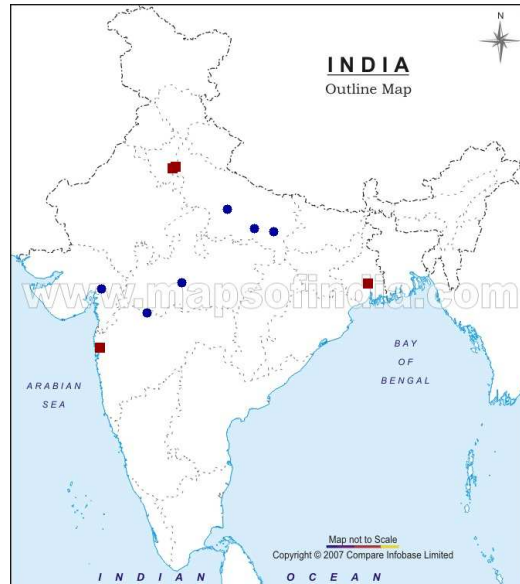 N
INDIA
Outline Map
www.mapsofindia.com
BAY
OF
BENGAL
ARABIAN
SEA
Map not to Scale
Copyright © 2007 Compare Infobase Limited
INDIAN OCEAN